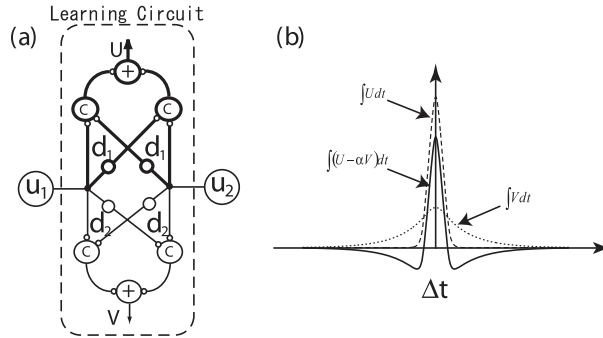 Learning Circuit
(a)
U
+
C
C
d₁
d₁
u₁
u₂
d₂
d₂
C
C
+
V
(b)
∫Udt
∫(U-αV)dt
∫Vdt
Δt